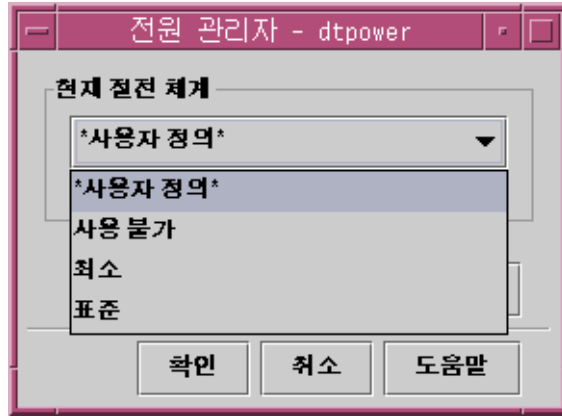 전원 관리자 - dtpower
현재 절전 체계
*사용자 정의*
*사용자 정의*
사용 불가
최소
표준
확인
취소
도움말